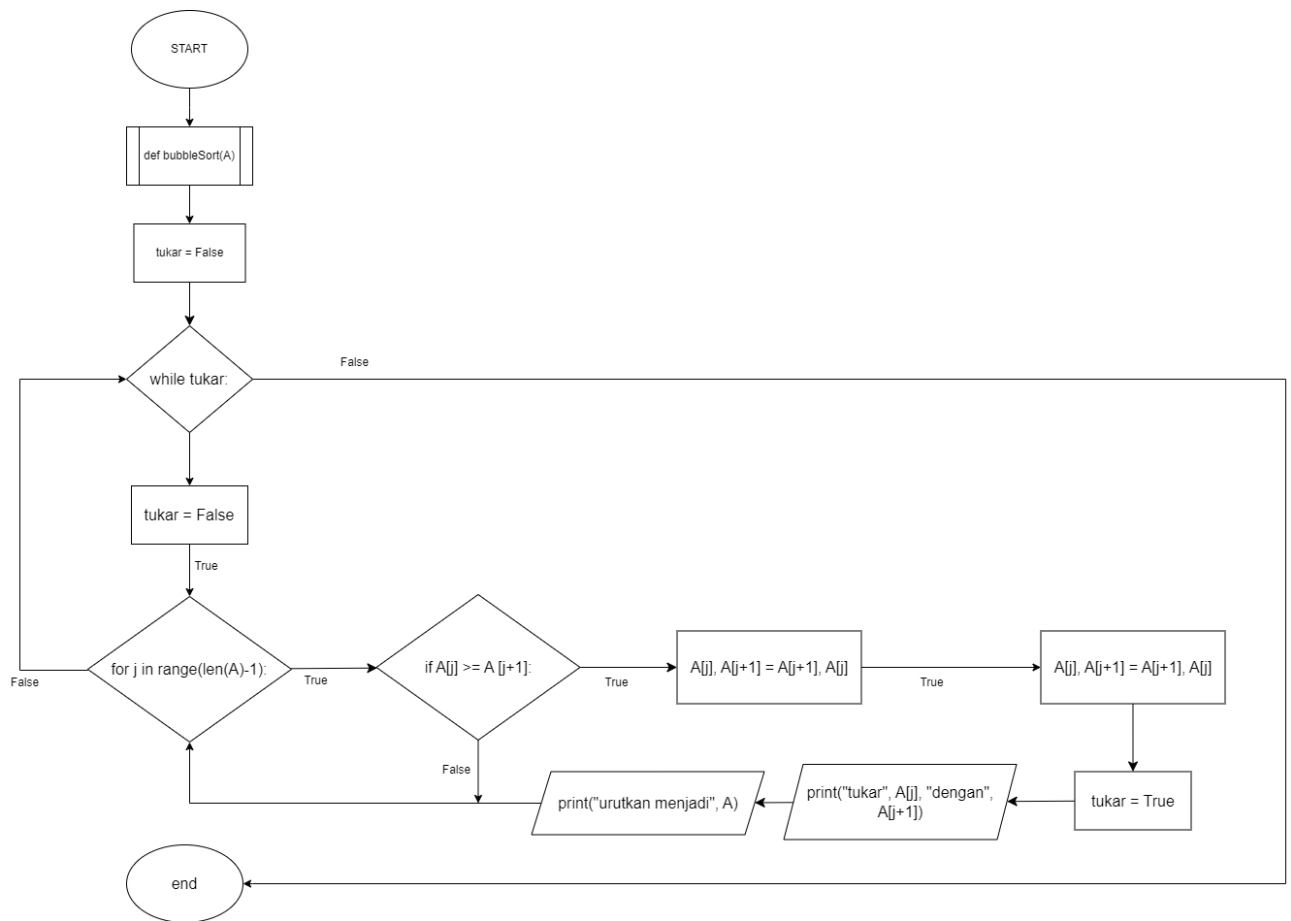 START
def bubbleSort(A)
tukar = False
while tukar:
False
tukar = False
True
for j in range(len(A)-1):
False
True
if A[j] >= A [j+1]:
True
False
A[j], A[j+1] = A[j+1], A[j]
True
A[j], A[j+1] = A[j+1], A[j]
tukar = True
print("tukar", A[j], "dengan",
A[j+1])
print("urutkan menjadi", A)
end